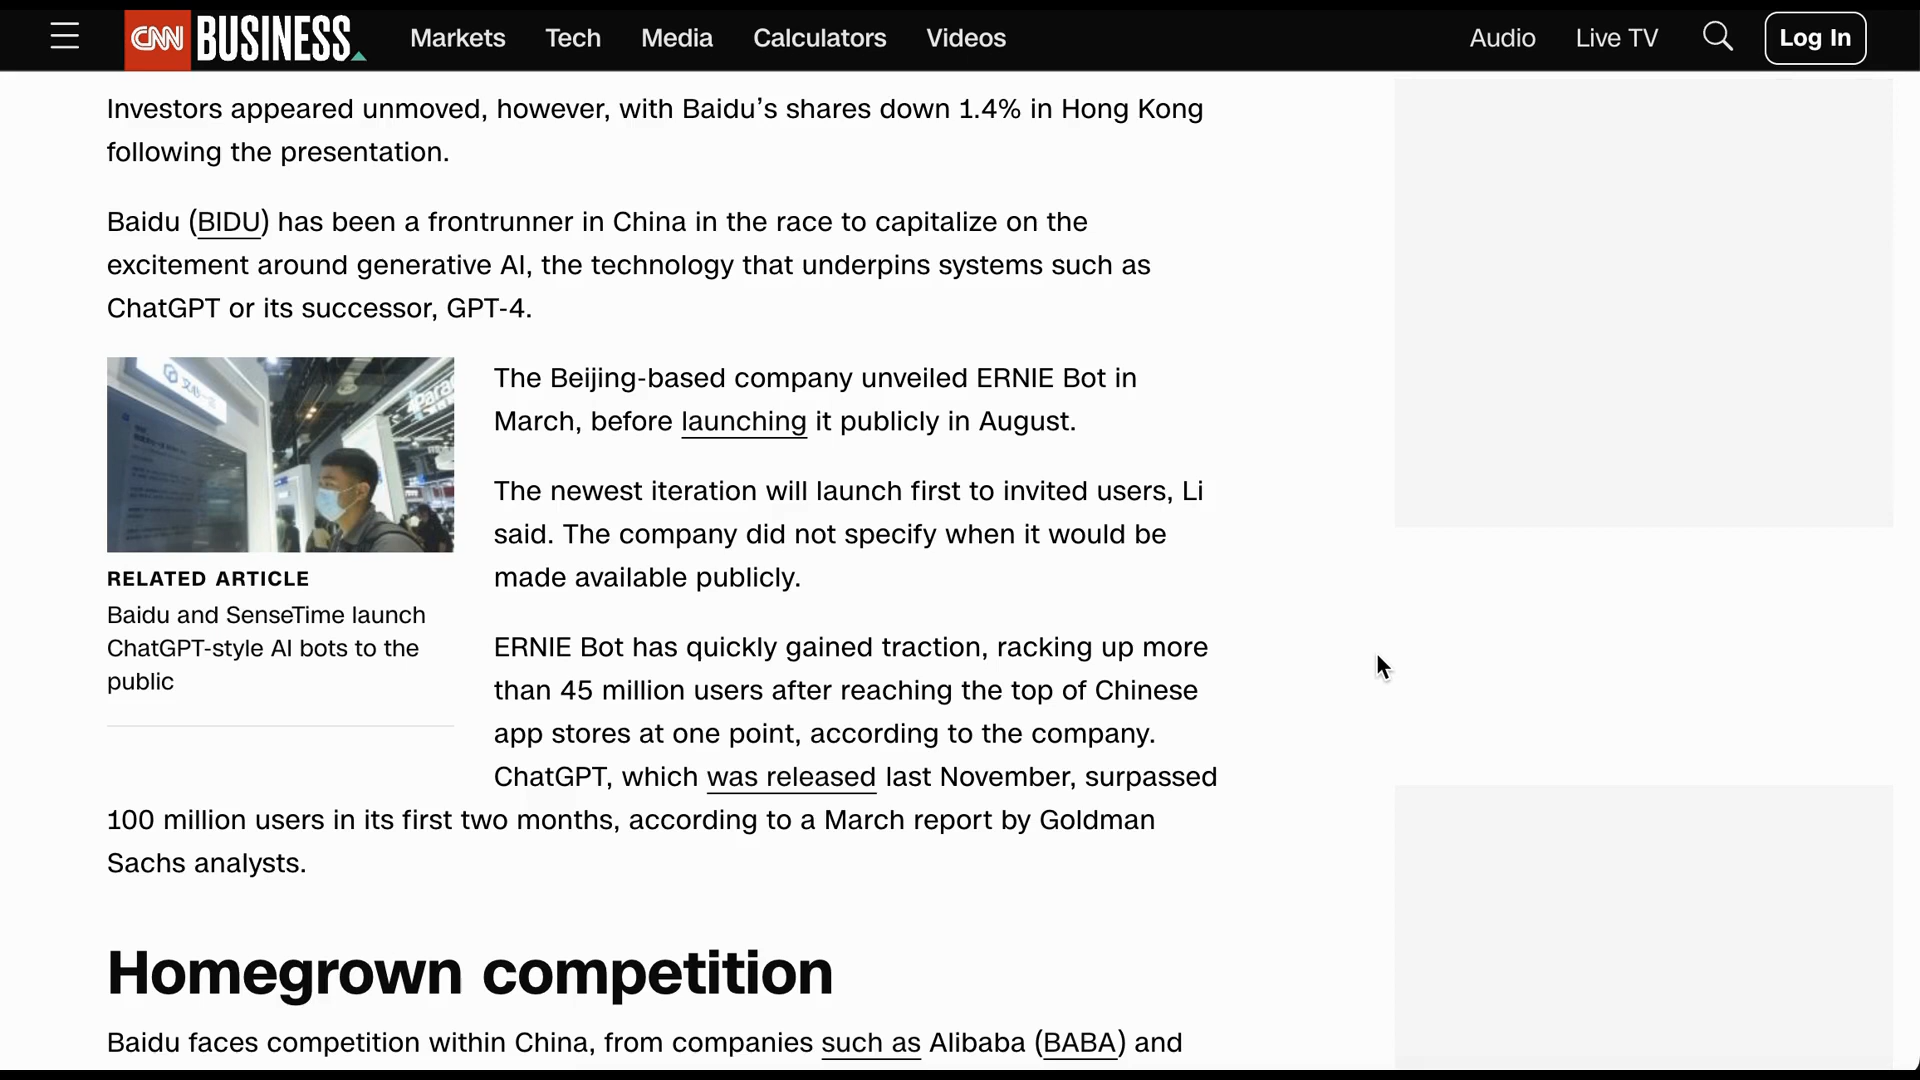 CNN BUSINESS Markets Tech Media Calculators Videos Audio Live TV Log In
Investors appeared unmoved, however, with Baidu’s shares down 1.4% in Hong Kong
following the presentation.
Baidu (BIDU) has been a frontrunner in China in the race to capitalize on the
excitement around generative AI, the technology that underpins systems such as
ChatGPT or its successor, GPT-4.
RELATED ARTICLE
Baidu and SenseTime launch
ChatGPT-style AI bots to the
public
The Beijing-based company unveiled ERNIE Bot in
March, before launching it publicly in August.
The newest iteration will launch first to invited users, Li
said. The company did not specify when it would be
made available publicly.
ERNIE Bot has quickly gained traction, racking up more
than 45 million users after reaching the top of Chinese
app stores at one point, according to the company.
ChatGPT, which was released last November, surpassed
100 million users in its first two months, according to a March report by Goldman
Sachs analysts.
Homegrown competition
Baidu faces competition within China, from companies such as Alibaba (BABA) and